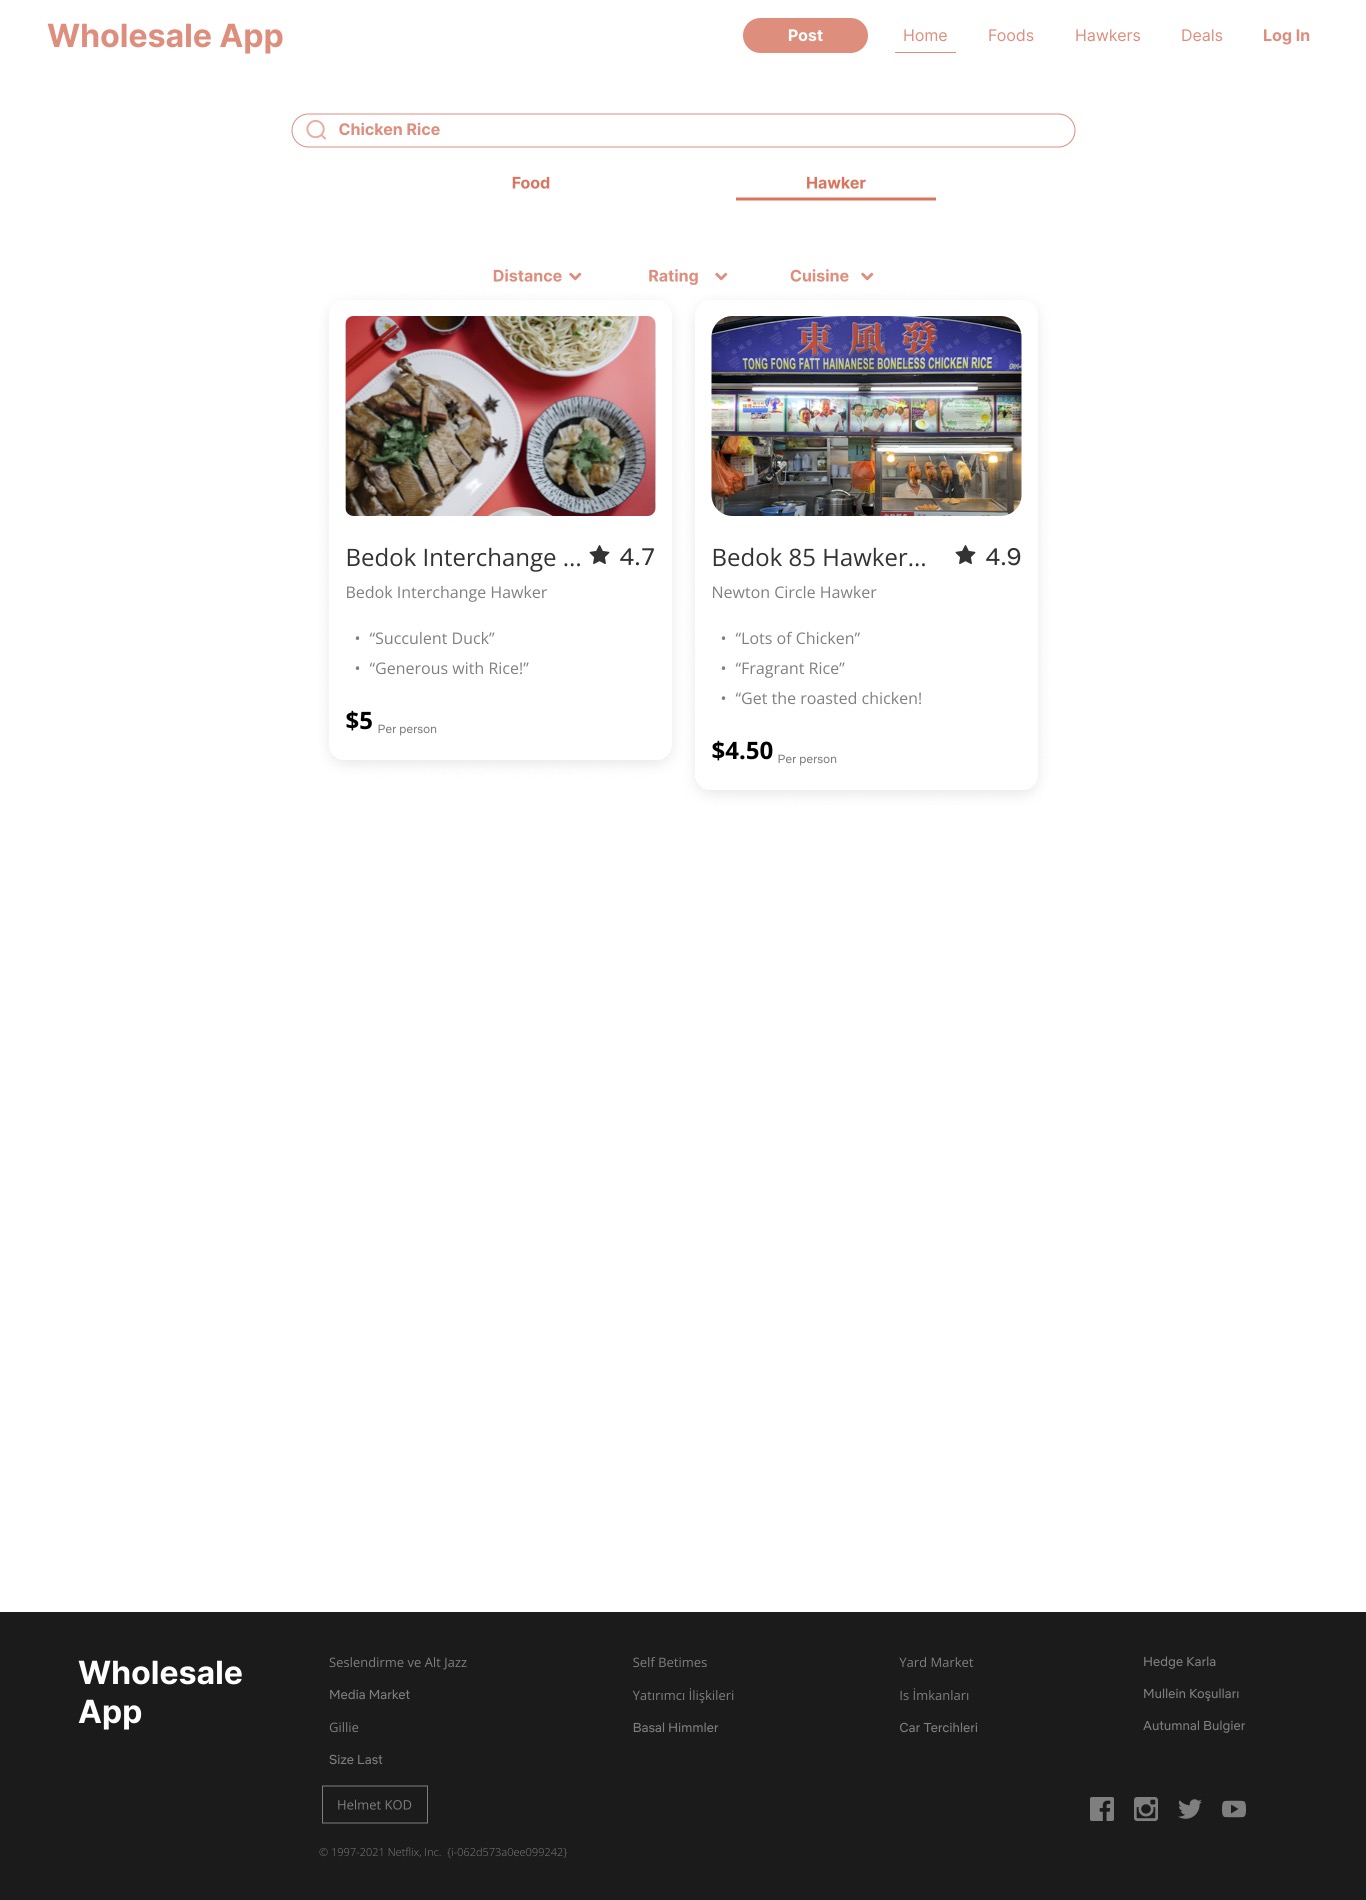 Wholesale App
Post Home Foods Hawkers Deals Log In
Chicken Rice
Food Hawker
Distance Rating Cuisine
東風發
TONG FONG FATT HAINANESE BONELESS CHICKEN RICE
B
Bedok Interchange ... 4.7
Bedok Interchange Hawker
• “Succulent Duck”
• “Generous with Rice!”
$5 Per person
Bedok 85 Hawker... 4.9
Newton Circle Hawker
• “Lots of Chicken”
• “Fragrant Rice”
• “Get the roasted chicken!
$4.50 Per person
Wholesale
App
Seslendirme ve Alt Jazz
Media Market
Gillie
Size Last
Helmet KOD
© 1997-2021 Netflix, Inc. {i-062d573a0ee099242}
Self Betimes
Yatırımcı İlişkileri
Basal Himmler
Yard Market
Is İmkanları
Car Tercihleri
Hedge Karla
Mullein Koşulları
Autumnal Bulgier